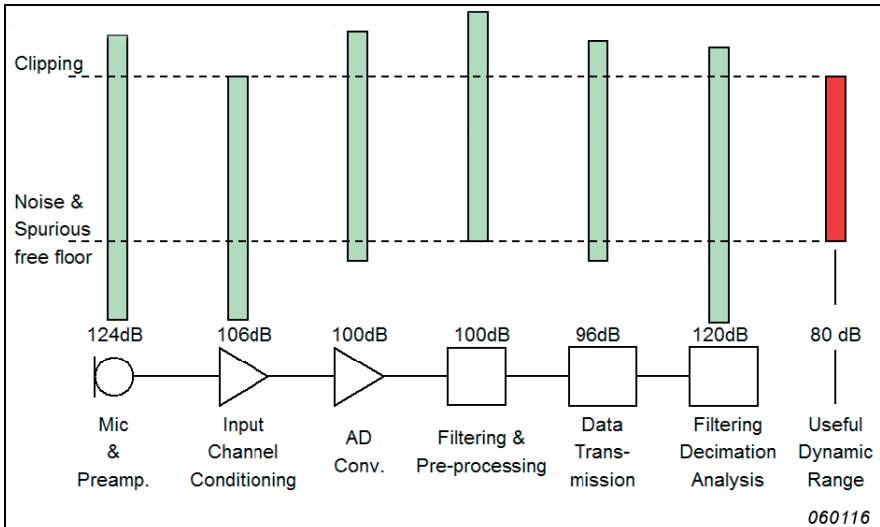 Clipping
Noise &
Spurious
free floor
124dB
106dB
100dB
100dB
96dB
120dB
80 dB
Mic
&
Preamp.
Input
Channel
Conditioning
AD
Conv.
Filtering &
Pre-processing
Data
Trans-
mission
Filtering
Decimation
Analysis
Useful
Dynamic
Range
060116